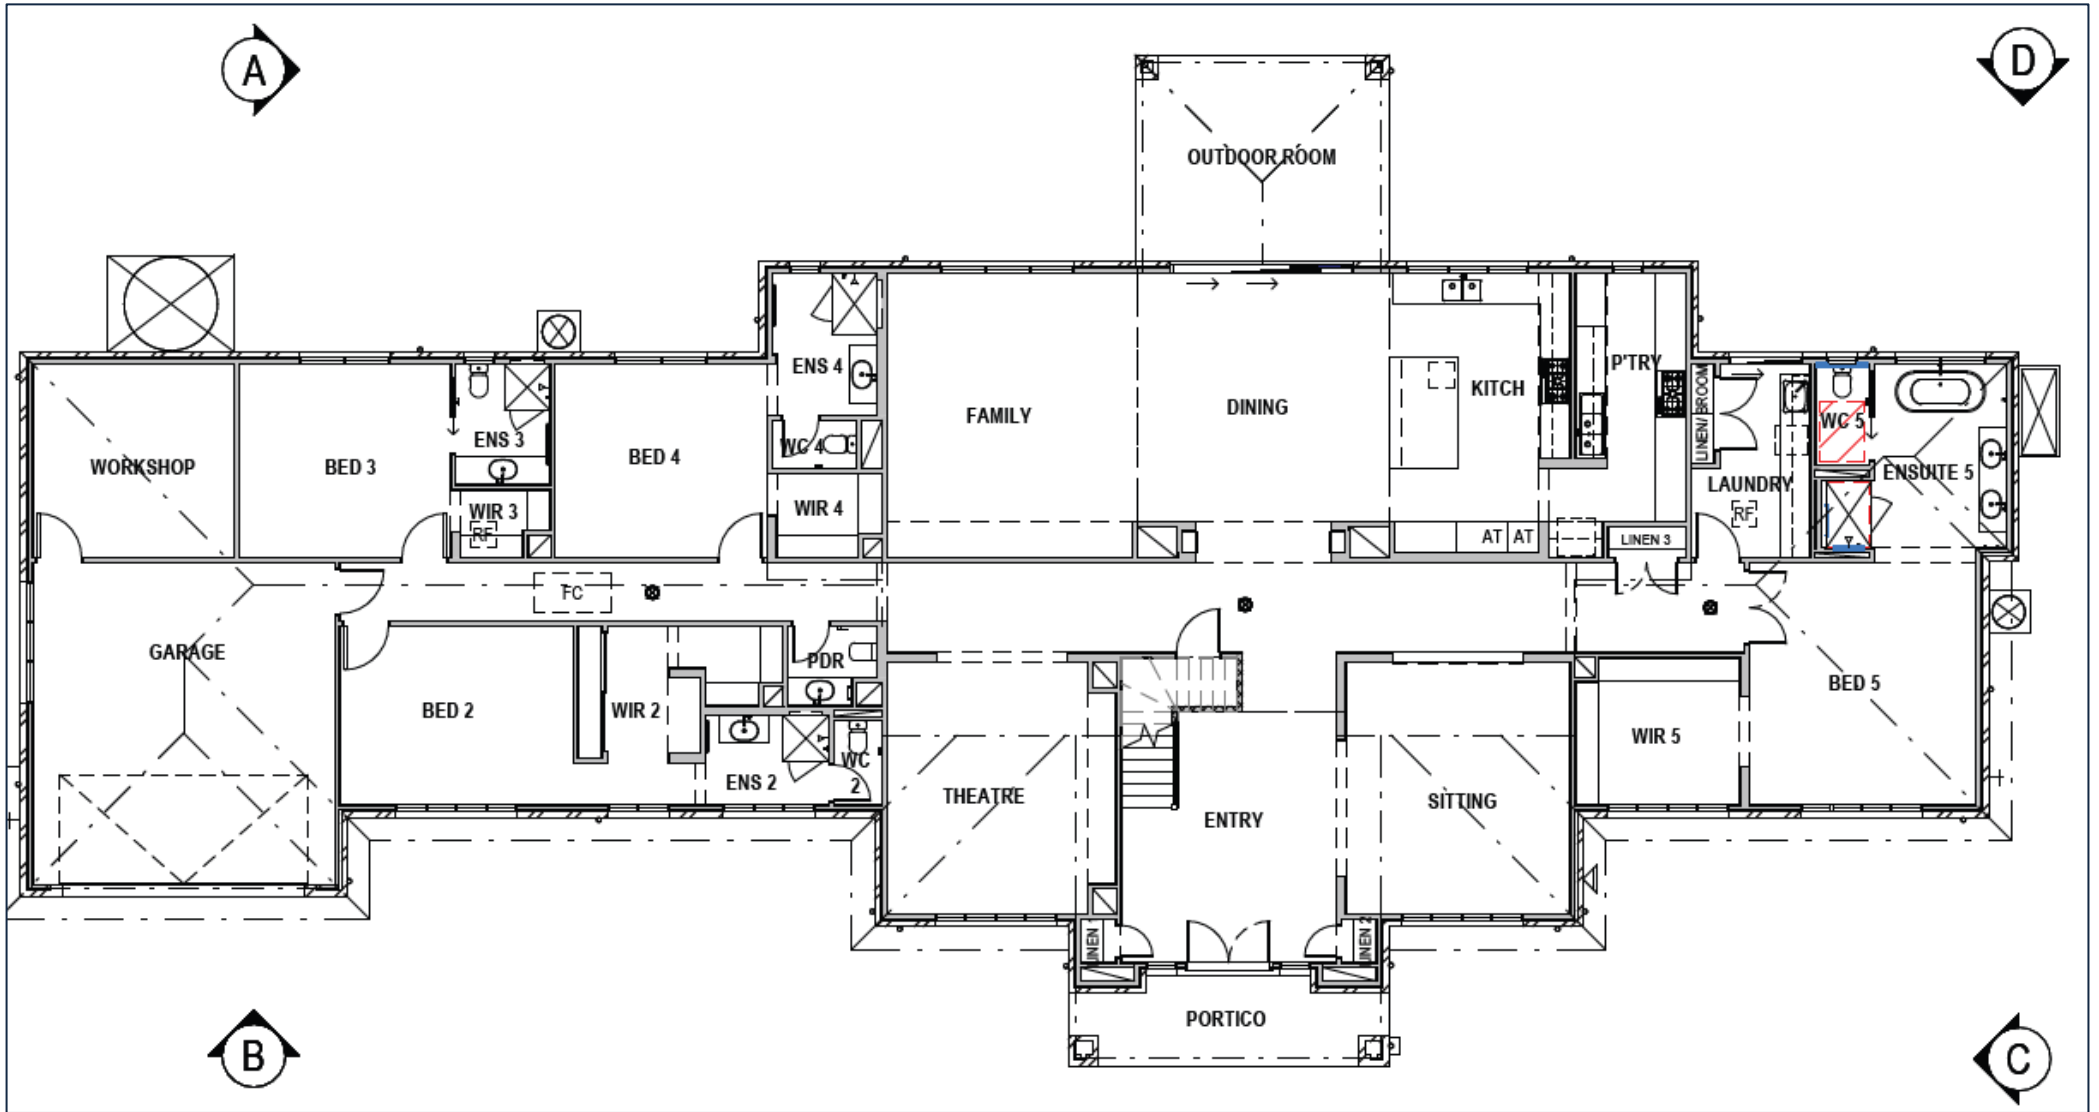 A
D
OUTDOOR ROOM
ENS 4
P'TRY
KITCH
LINEN/ BROOM
WC 5
DINING
FAMILY
ENS 3
WC 4
BED 4
WORKSHOP
BED 3
ENSUITE 5
LAUNDRY
WIR 3
WIR 4
RF
RF
AT
AT
LINEN 3
FC
GARAGE
PDR
BED 2
WIR 2
BED 5
WIR 5
WC
2
ENS 2
THEATRE
SITTING
ENTRY
LINEN 1
LINEN 2
PORTICO
B
C